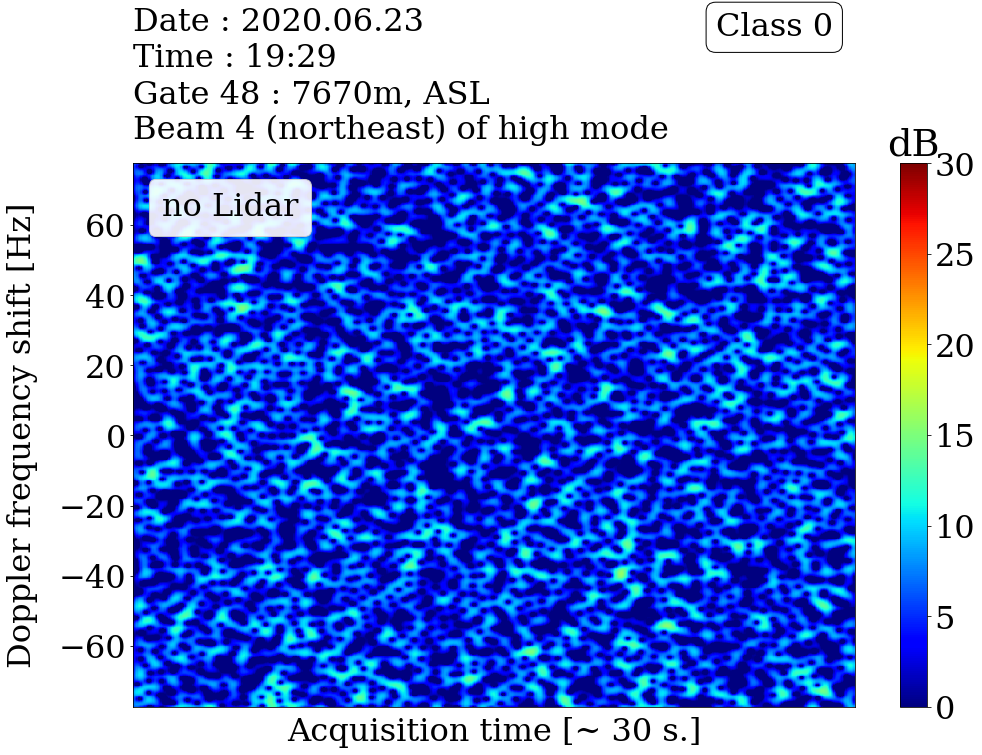 Date : 2020.06.23
Time : 19:29
Gate 48 : 7670m, ASL
Beam 4 (northeast) of high mode
Class 0
dB
no Lidar
Doppler frequency shift [Hz]
60
40
20
0
−20
−40
−60
Acquisition time [~ 30 s.]
30
25
20
15
10
5
0